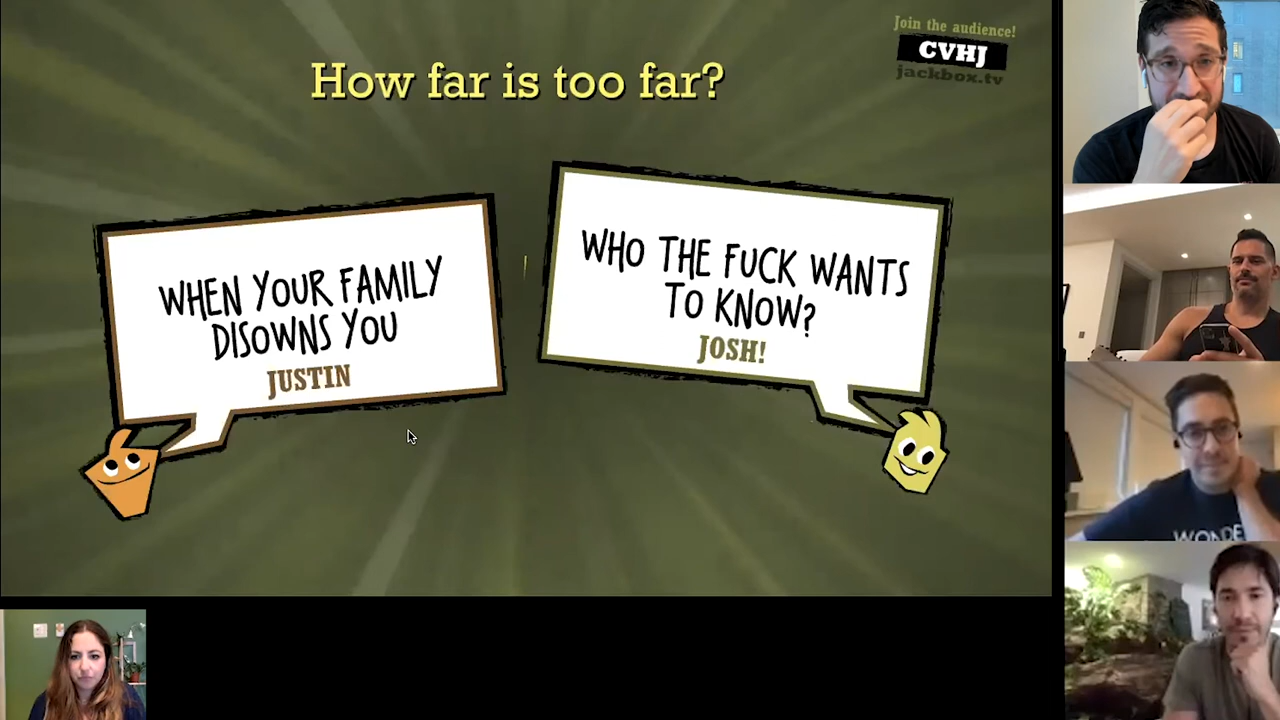 Join the audience!
CVHJ
jackbox.tv
How far is too far?
WHEN YOUR FAMILY
DISOWNS YOU
JUSTIN
WHO THE FUCK WANTS
TO KNOW?
JOSH!